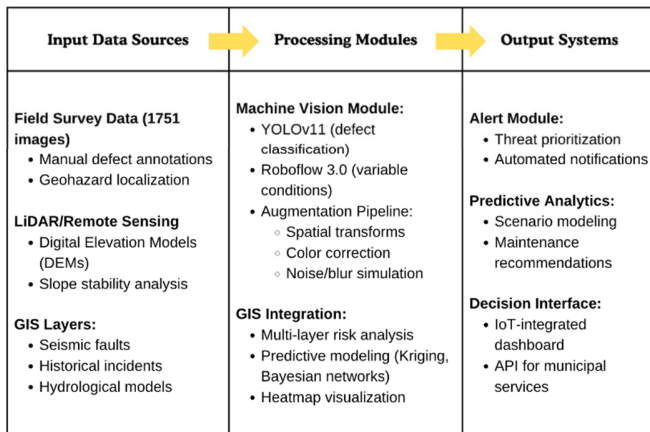 Input Data Sources
Processing Modules
Output Systems
Field Survey Data (1751
images)
• Manual defect annotations
• Geohazard localization
LiDAR/Remote Sensing
• Digital Elevation Models
(DEMs)
• Slope stability analysis
GIS Layers:
• Seismic faults
• Historical incidents
• Hydrological models
Machine Vision Module:
• YOLOv11 (defect
classification)
• Roboflow 3.0 (variable
conditions)
• Augmentation Pipeline:
○ Spatial transforms
○ Color correction
○ Noise/blur simulation
GIS Integration:
• Multi-layer risk analysis
• Predictive modeling (Kriging,
Bayesian networks)
• Heatmap visualization
Alert Module:
• Threat prioritization
• Automated notifications
Predictive Analytics:
• Scenario modeling
• Maintenance
recommendations
Decision Interface:
• IoT-integrated
dashboard
• API for municipal
services